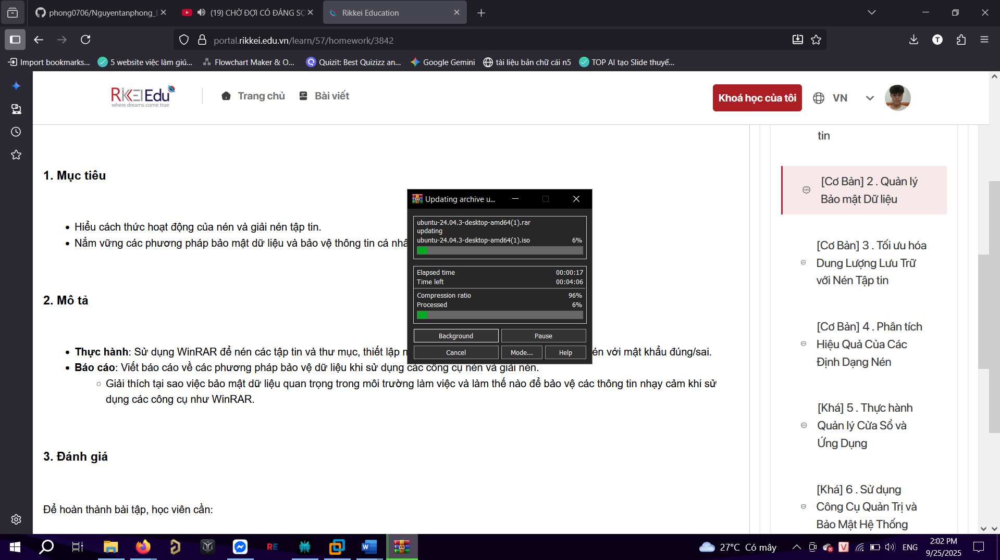 phong0706/Nguyentanphong_
(19) CHỜ ĐỢI CÓ ĐÁNG SỢ
Rikkei Education
portal.rikkei.edu.vn/learn/57/homework/3842
T
Import bookmarks...
5 website việc làm giú...
Flowchart Maker & O...
Quizit: Best Quizizz an...
Google Gemini
tài liệu bản chữ cái n5
TOP AI tạo Slide thuyế...
RIKKEI Edu
where dreams come true
Trang chủ
Bài viết
Khoá học của tôi
VN
1. Mục tiêu
Hiểu cách thức hoạt động của nén và giải nén tập tin.
Nắm vững các phương pháp bảo mật dữ liệu và bảo vệ thông tin cá nhâ
2. Mô tả
Thực hành: Sử dụng WinRAR để nén các tập tin và thư mục, thiết lập m
én với mật khẩu đúng/sai.
Báo cáo: Viết báo cáo về các phương pháp bảo vệ dữ liệu khi sử dụng các công cụ nén và giải nén.
Giải thích tại sao việc bảo mật dữ liệu quan trọng trong môi trường làm việc và làm thế nào để bảo vệ các thông tin nhạy cảm khi sử
dụng các công cụ như WinRAR.
3. Đánh giá
Để hoàn thành bài tập, học viên cần:
Updating archive u...
ubuntu-24.04.3-desktop-amd64(1).rar
updating
ubuntu-24.04.3-desktop-amd64(1).iso 6%
Elapsed time 00:00:17
Time left 00:04:06
Compression ratio 96%
Processed 6%
Background
Pause
Cancel
Mode...
Help
tin
[Cơ Bản] 2 . Quản lý
Bảo mật Dữ liệu
[Cơ Bản] 3 . Tối ưu hóa
Dung Lượng Lưu Trữ
với Nén Tập tin
[Cơ Bản] 4 . Phân tích
Hiệu Quả Của Các
Định Dạng Nén
[Khá] 5 . Thực hành
Quản lý Cửa Sổ và
Ứng Dụng
[Khá] 6 . Sử dụng
Công Cụ Quản Trị và
Bảo Mật Hệ Thống
RE
27°C Có mây
V
ENG
2:02 PM
9/25/2025